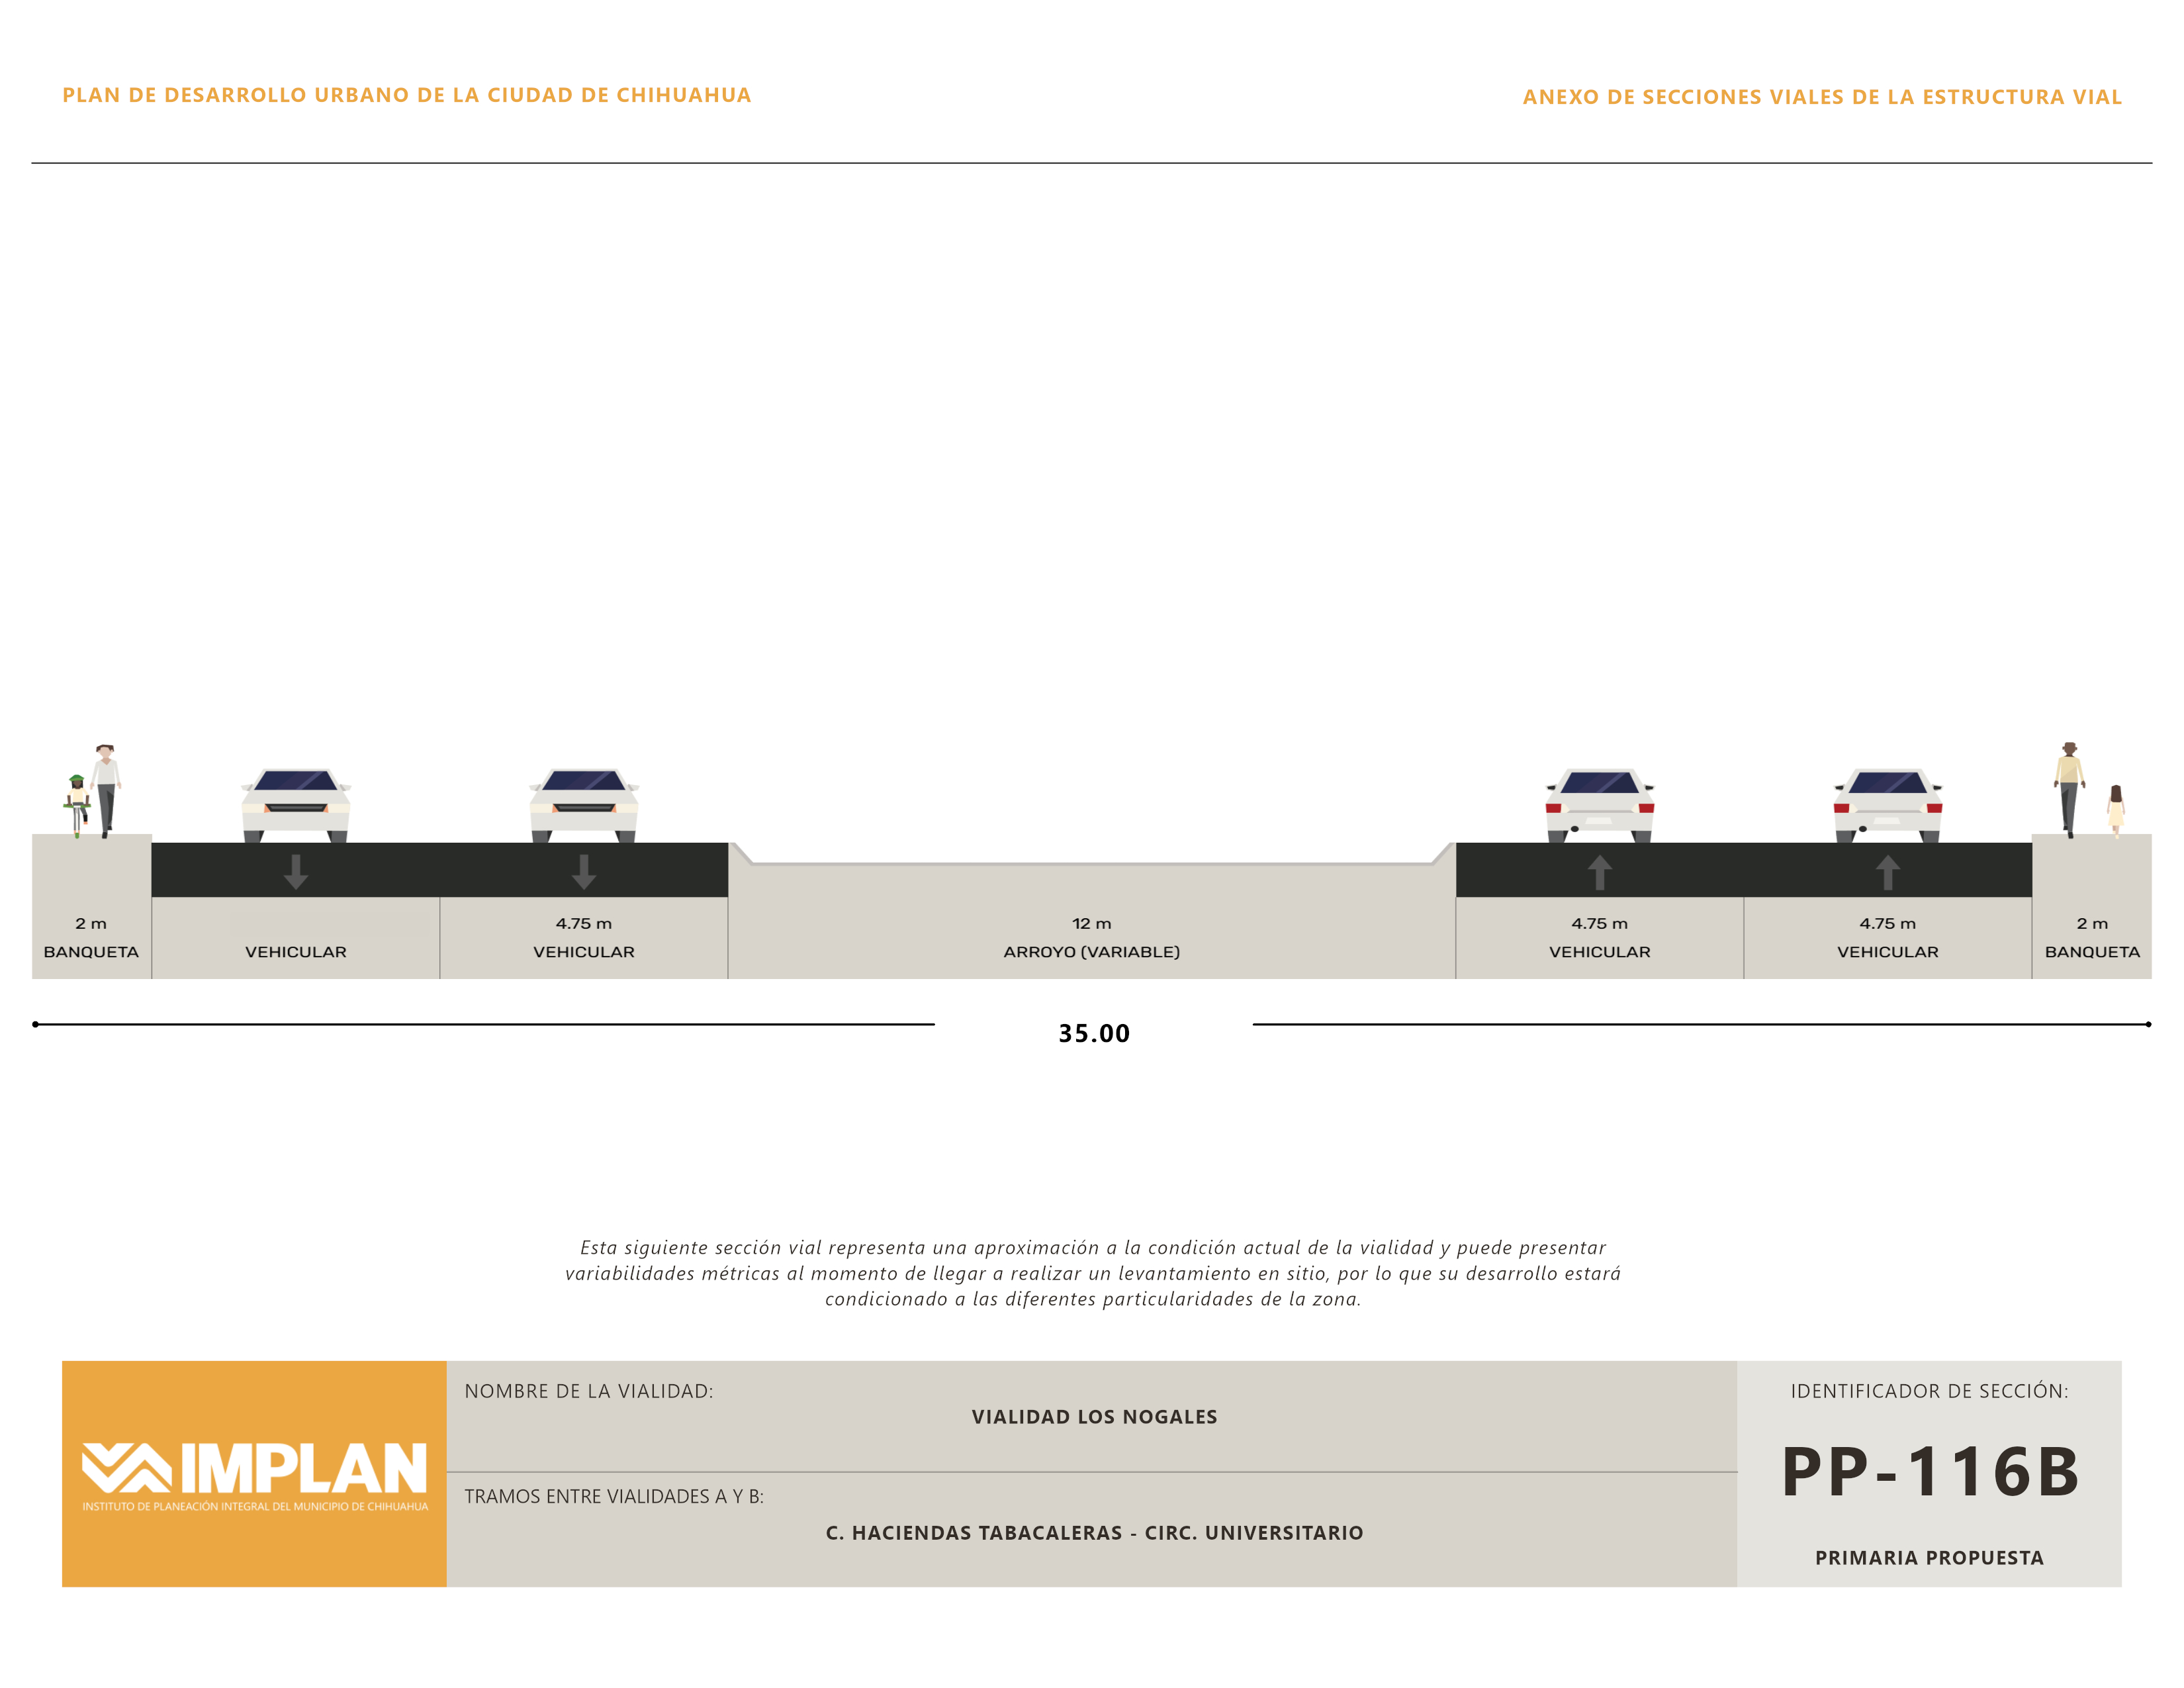 PLAN DE DESARROLLO URBANO DE LA CIUDAD DE CHIHUAHUA
ANEXO DE SECCIONES VIALES DE LA ESTRUCTURA VIAL
2 m
BANQUETA
VEHICULAR
4.75 m
VEHICULAR
12 m
ARROYO (VARIABLE)
4.75 m
VEHICULAR
4.75 m
VEHICULAR
2 m
BANQUETA
35.00
Esta siguiente sección vial representa una aproximación a la condición actual de la vialidad y puede presentar
variabilidades métricas al momento de llegar a realizar un levantamiento en sitio, por lo que su desarrollo estará
condicionado a las diferentes particularidades de la zona.
IMPLAN
INSTITUTO DE PLANEACIÓN INTEGRAL DEL MUNICIPIO DE CHIHUAHUA
NOMBRE DE LA VIALIDAD:
VIALIDAD LOS NOGALES
TRAMOS ENTRE VIALIDADES A Y B:
C. HACIENDAS TABACALERAS - CIRC. UNIVERSITARIO
IDENTIFICADOR DE SECCIÓN:
PP-116B
PRIMARIA PROPUESTA